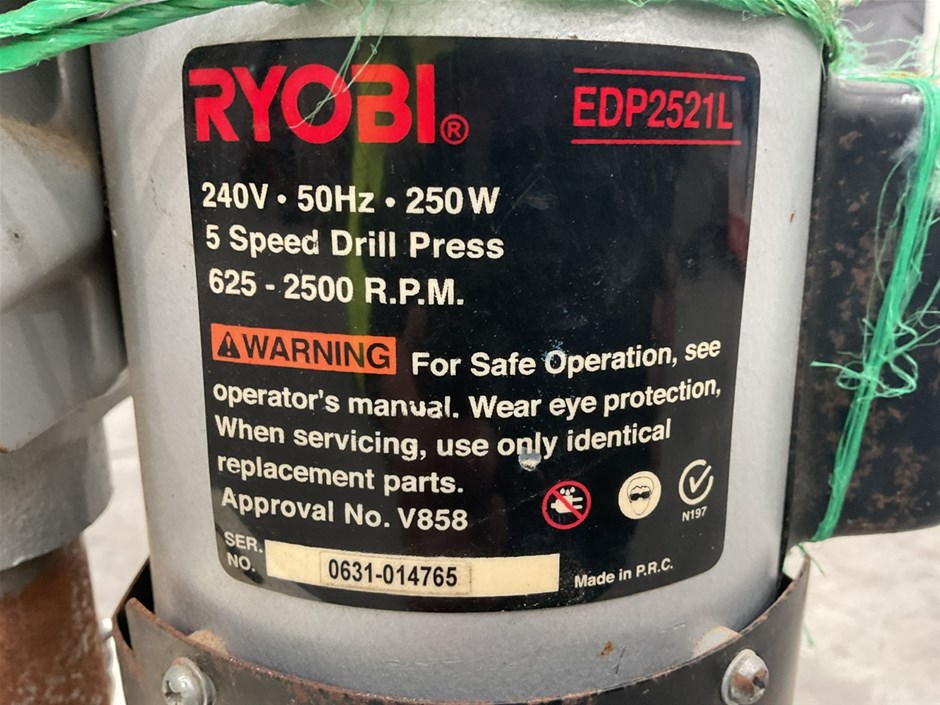 RYOBI®
EDP2521L
240V • 50Hz • 250W
5 Speed Drill Press
625 - 2500 R.P.M.
WARNING For Safe Operation, see
operator's manual. Wear eye protection,
When servicing, use only identical
replacement parts.
Approval No. V858
N197
SER.
NO.
0631-014765
Made in P.R.C.